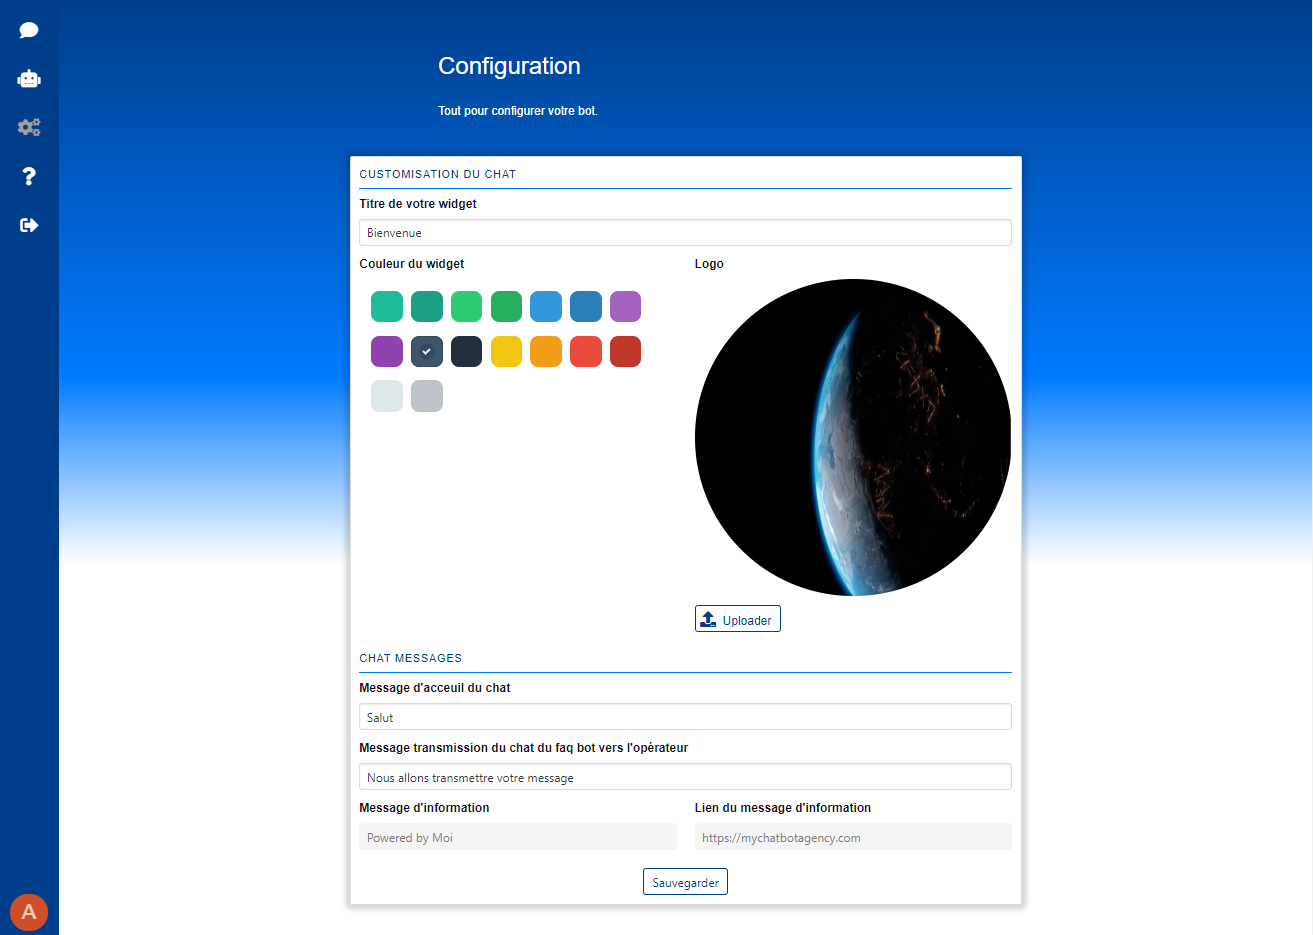 Configuration
Tout pour configurer votre bot.
CUSTOMISATION DU CHAT
Titre de votre widget
Bienvenue
Couleur du widget
Logo
Uploader
CHAT MESSAGES
Message d'acceuil du chat
Salut
Message transmission du chat du faq bot vers l'opérateur
Nous allons transmettre votre message
Message d'information
Lien du message d'information
Powered by Moi
https://mychatbotagency.com
Sauvegarder
A